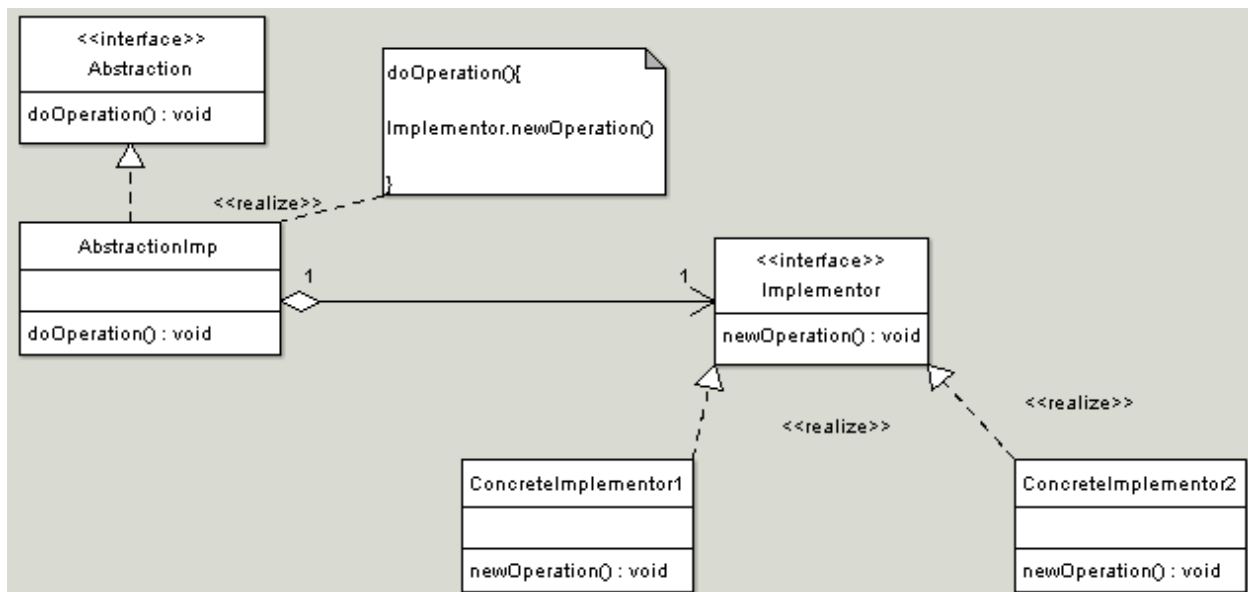 <<interface>>
Abstraction
doOperation() : void
doOperation(){
Implementor.newOperation()
}
<<realize>>
AbstractionImp
doOperation() : void
1
1
<<interface>>
Implementor
newOperation() : void
<<realize>>
<<realize>>
ConcreteImplementor1
newOperation() : void
ConcreteImplementor2
newOperation() : void